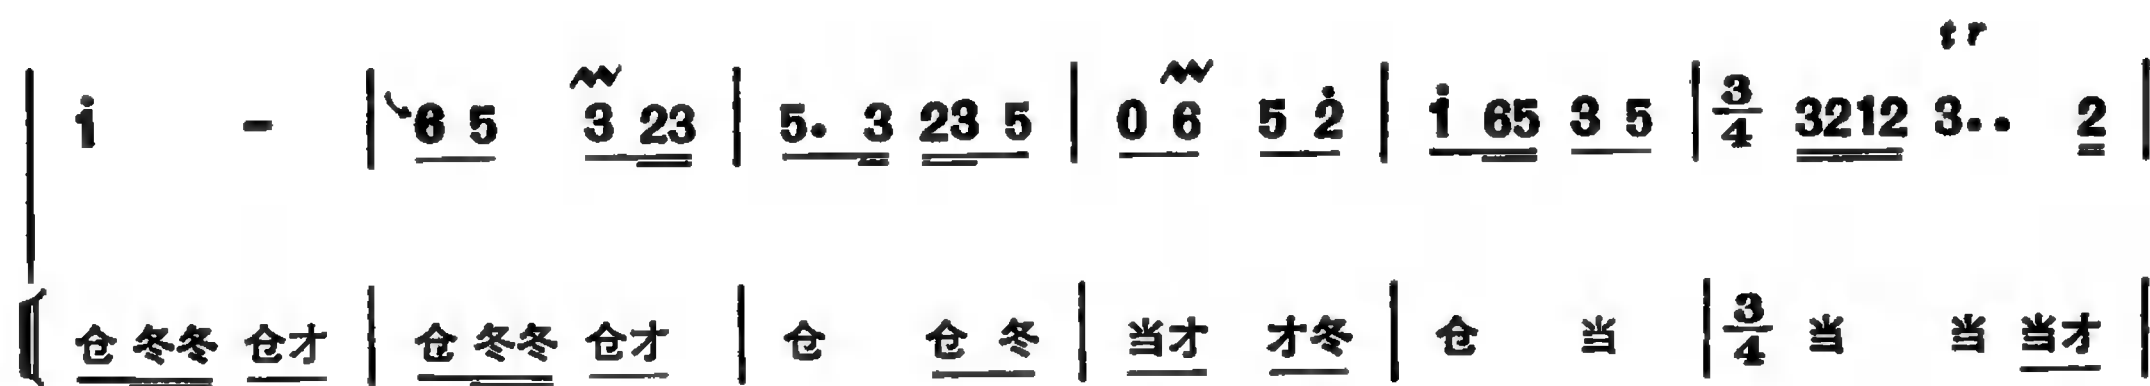 tr
| i̇ - | 6 5 3 23 | 5. 3 23 5 | 0 6 5 2̇ | i̇ 65 3 5 | 3/4 3212 3.. 2 |
| 仓 冬冬 仓才 | 仓 冬冬 仓才 | 仓 仓 冬 | 当才 才冬 | 仓 当 | 3/4 当 当 当才 |